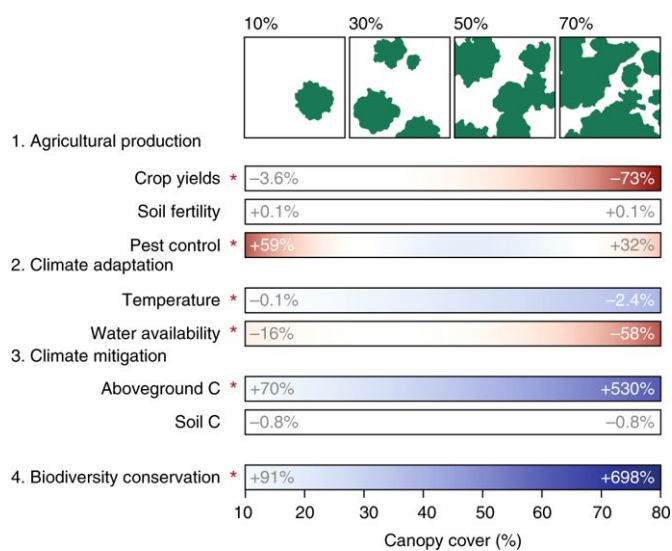 10% 30% 50% 70%
1. Agricultural production
Crop yields * –3.6% –73%
Soil fertility +0.1% +0.1%
Pest control * +59% +32%
2. Climate adaptation
Temperature * –0.1% –2.4%
Water availability * –16% –58%
3. Climate mitigation
Aboveground C * +70% +530%
Soil C –0.8% –0.8%
4. Biodiversity conservation * +91% +698%
10 20 30 40 50 60 70 80
Canopy cover (%)